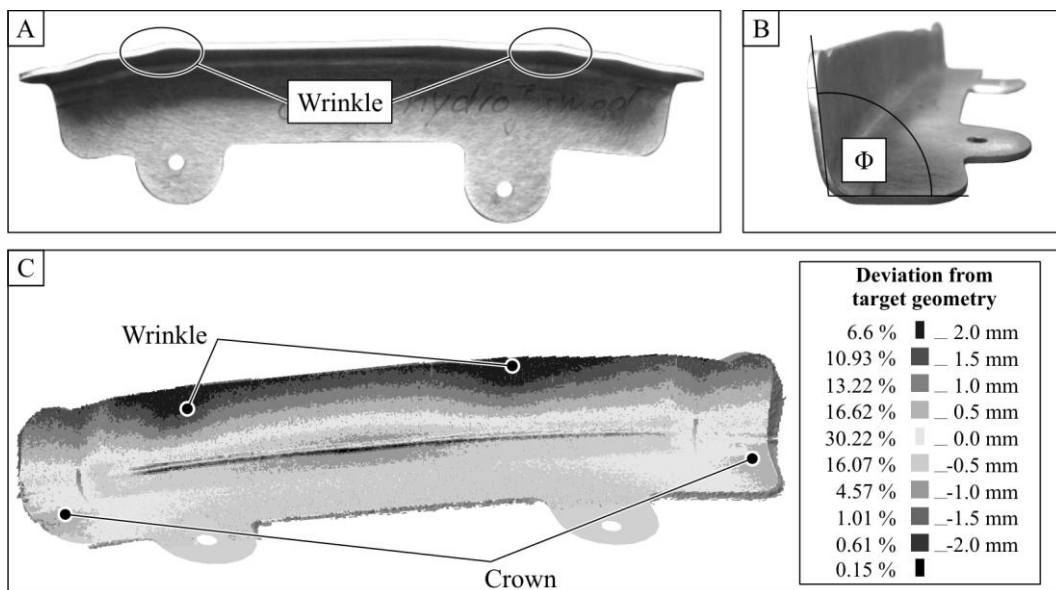 A
Wrinkle
hydroformed
B
Φ
C
Wrinkle
Crown
Deviation from
target geometry
6.6 % 2.0 mm
10.93 % 1.5 mm
13.22 % 1.0 mm
16.62 % 0.5 mm
30.22 % 0.0 mm
16.07 % -0.5 mm
4.57 % -1.0 mm
1.01 % -1.5 mm
0.61 % -2.0 mm
0.15 %